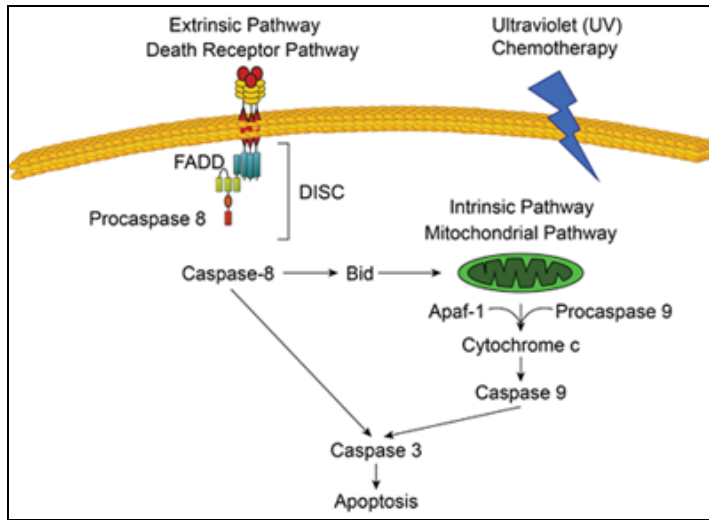 Extrinsic Pathway
Death Receptor Pathway
Ultraviolet (UV)
Chemotherapy
FADD
DISC
Procaspase 8
Intrinsic Pathway
Mitochondrial Pathway
Caspase-8
Bid
Apaf-1
Procaspase 9
Cytochrome c
Caspase 9
Caspase 3
Apoptosis